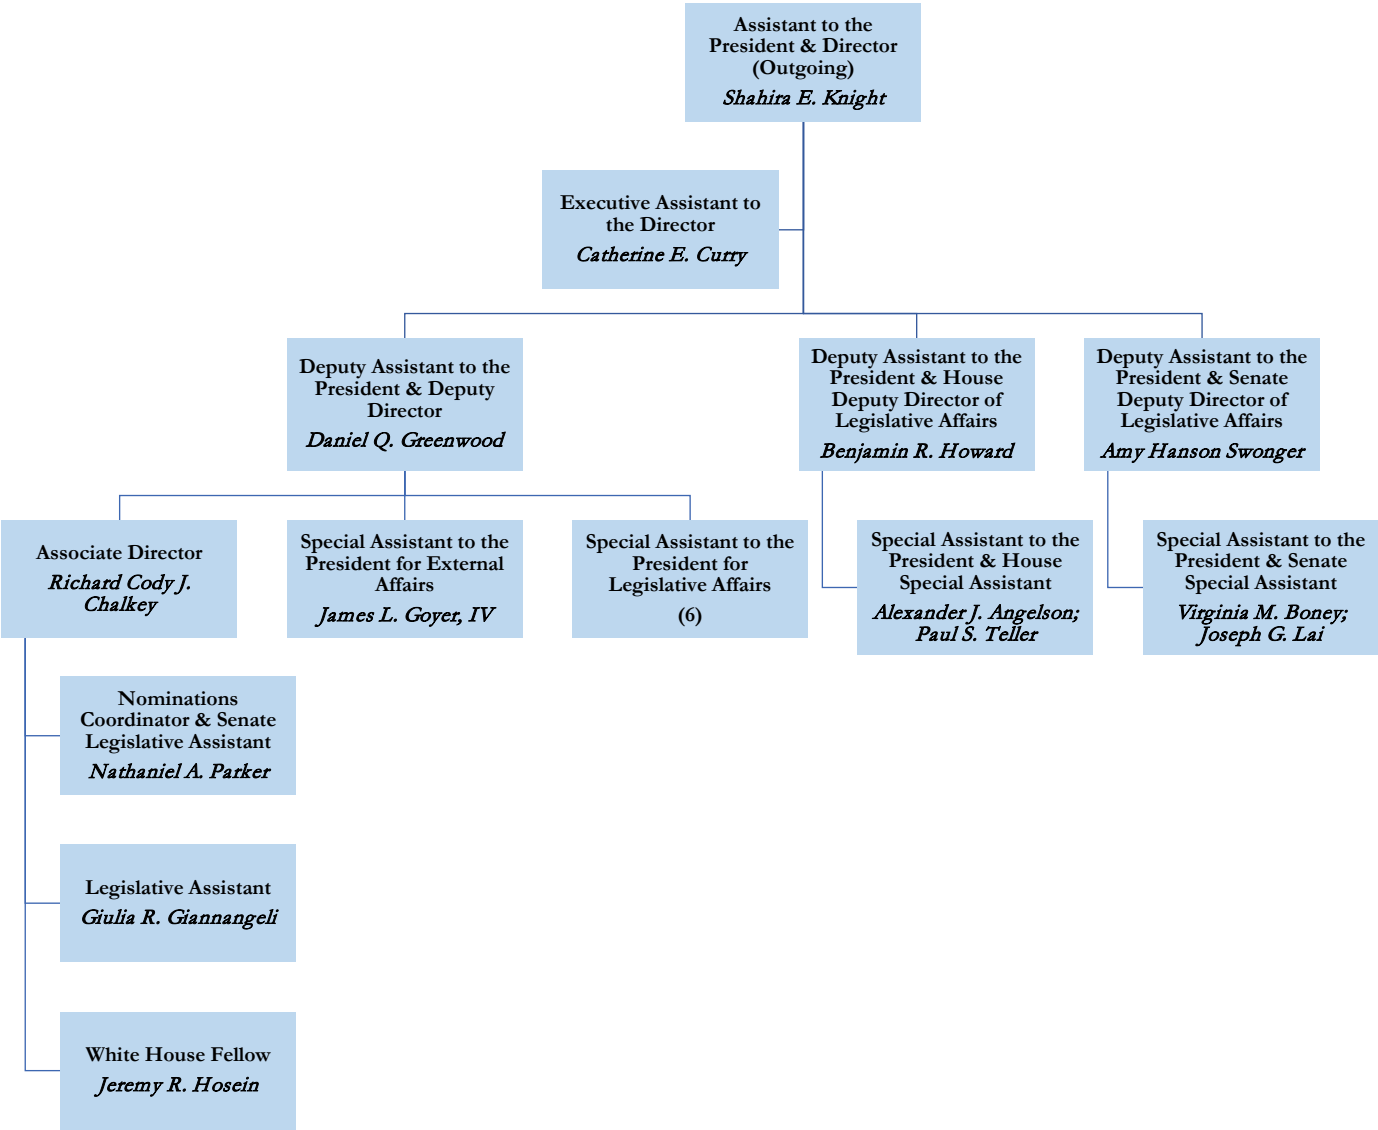 Assistant to the
President & Director
(Outgoing)
Shahira E. Knight
Executive Assistant to
the Director
Catherine E. Curry
Deputy Assistant to the
President & Deputy
Director
Daniel Q. Greenwood
Deputy Assistant to the
President & House
Deputy Director of
Legislative Affairs
Benjamin R. Howard
Deputy Assistant to the
President & Senate
Deputy Director of
Legislative Affairs
Amy Hanson Swonger
Associate Director
Richard Cody J.
Chalkey
Special Assistant to the
President for External
Affairs
James L. Goyer, IV
Special Assistant to the
President for
Legislative Affairs
(6)
Special Assistant to the
President & House
Special Assistant
Alexander J. Angelson;
Paul S. Teller
Special Assistant to the
President & Senate
Special Assistant
Virginia M. Boney;
Joseph G. Lai
Nominations
Coordinator & Senate
Legislative Assistant
Nathaniel A. Parker
Legislative Assistant
Giulia R. Giannangeli
White House Fellow
Jeremy R. Hosein